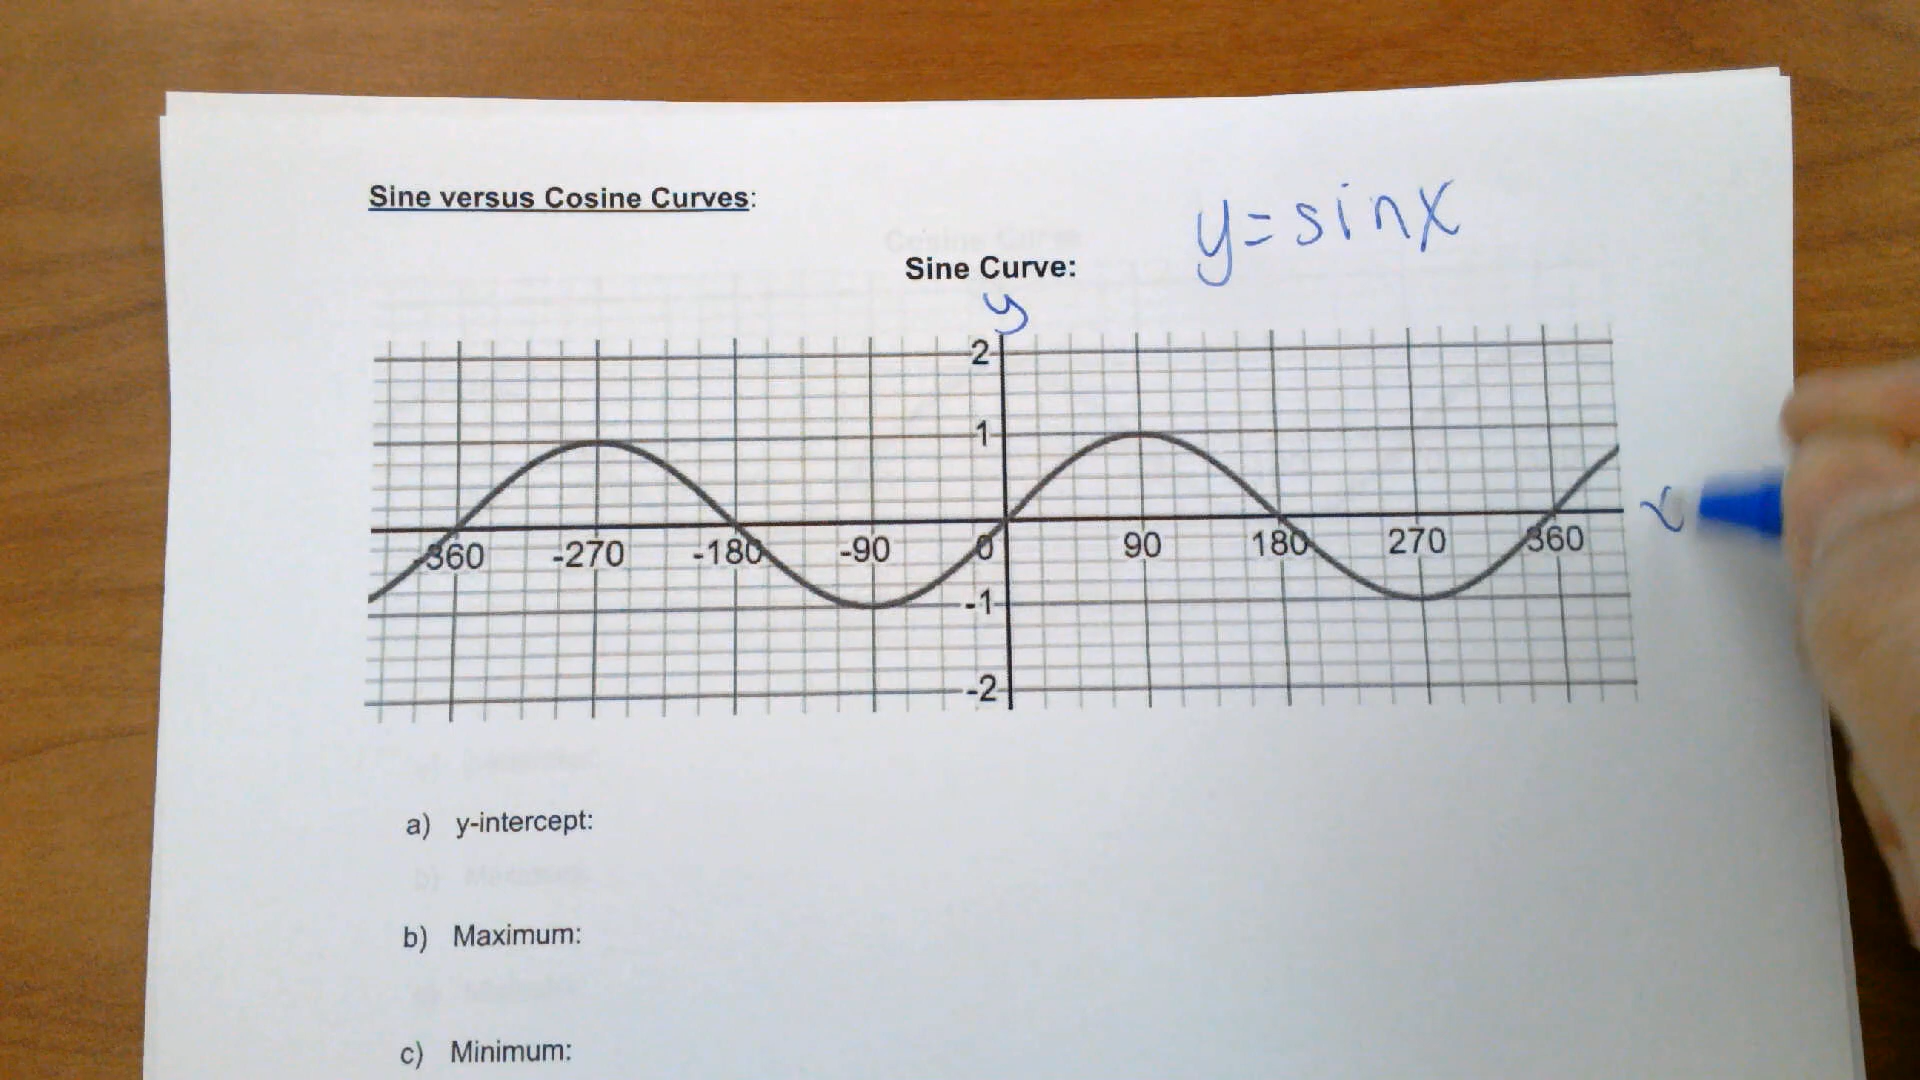 Sine versus Cosine Curves:
y=sinx
Sine Curve:
y
2
1
x
-360 -270 -180 -90 0 90 180 270 360
-1
-2
a) y-intercept:
b) Maximum:
c) Minimum: